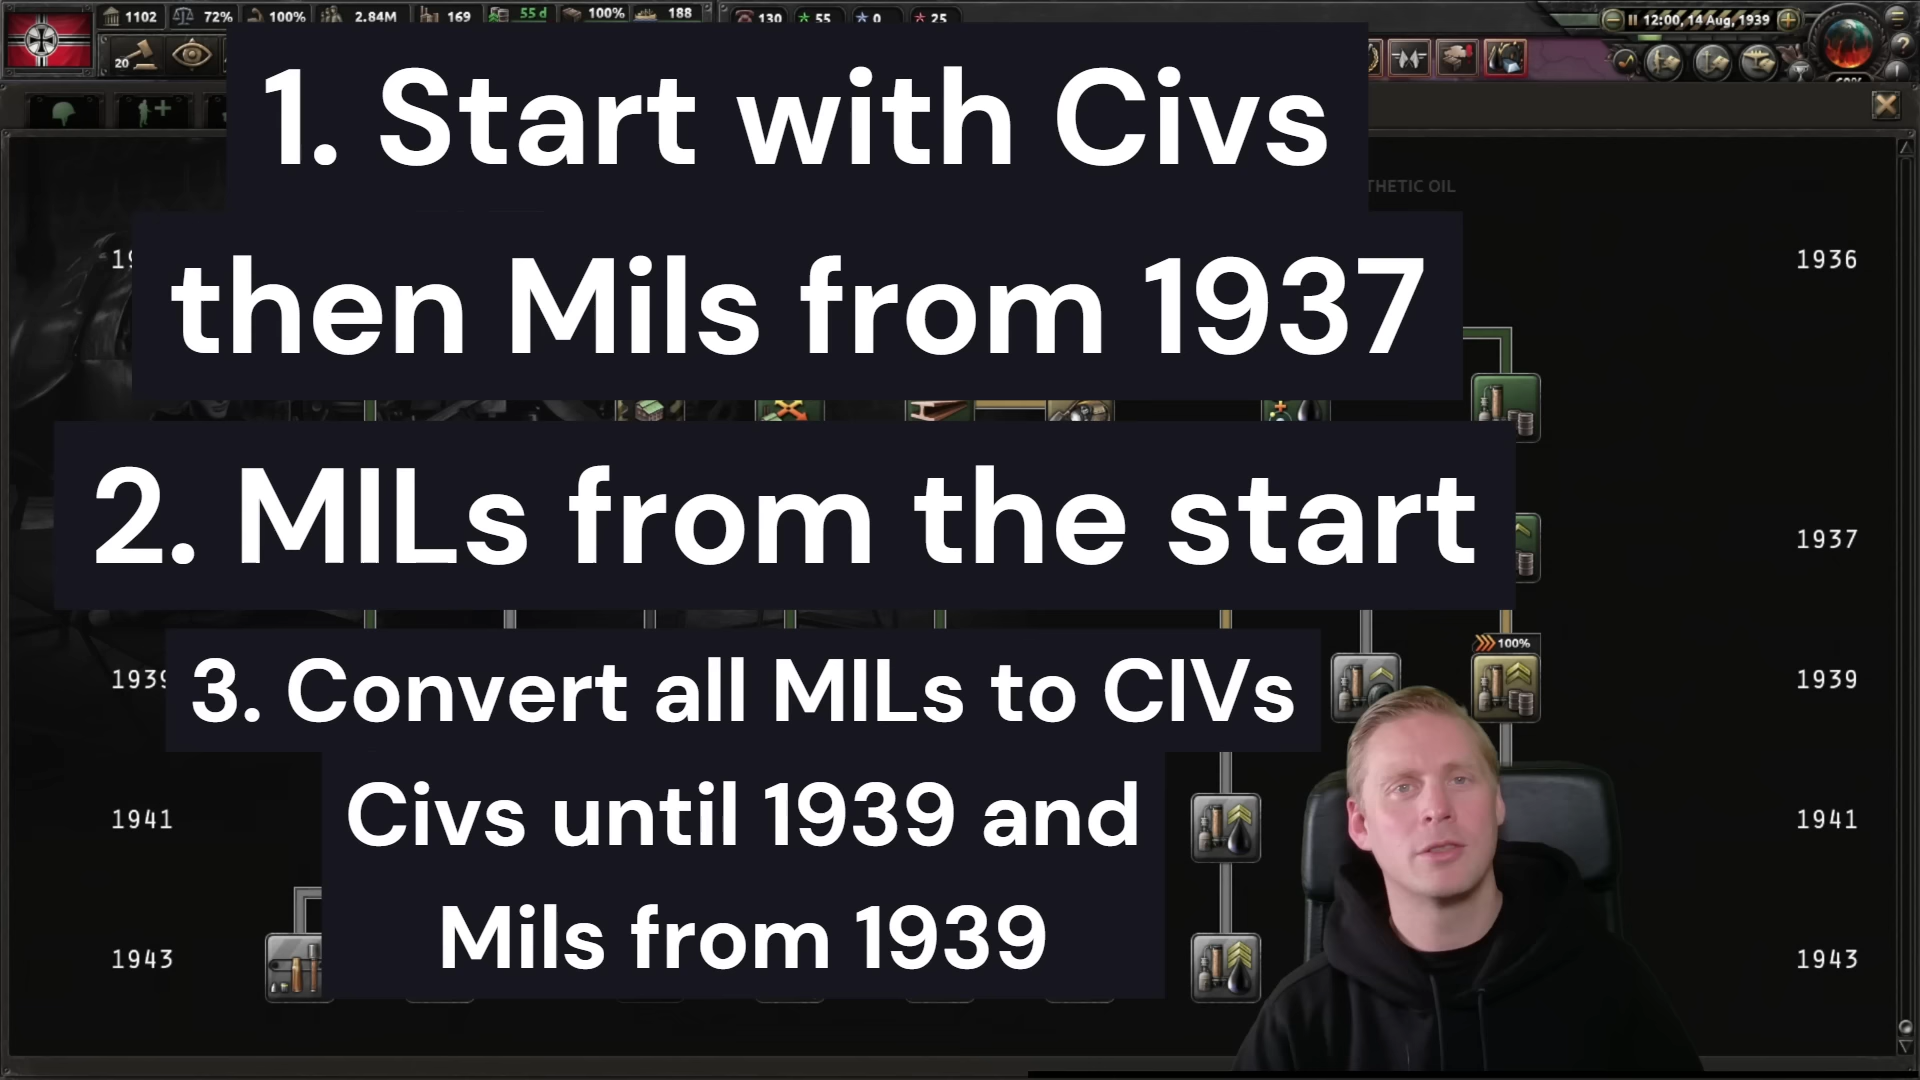 1102 72% 100% 2.84M 169 55 d 100% 188 130 55 0 25 12:00, 14 Aug, 1939
20
1. Start with Civs
THETIC OIL
1936
then Mils from 1937
2. MILs from the start
1937
100%
3. Convert all MILs to CIVs
1939 1939
Civs until 1939 and
1941 1941
Mils from 1939
1943 1943